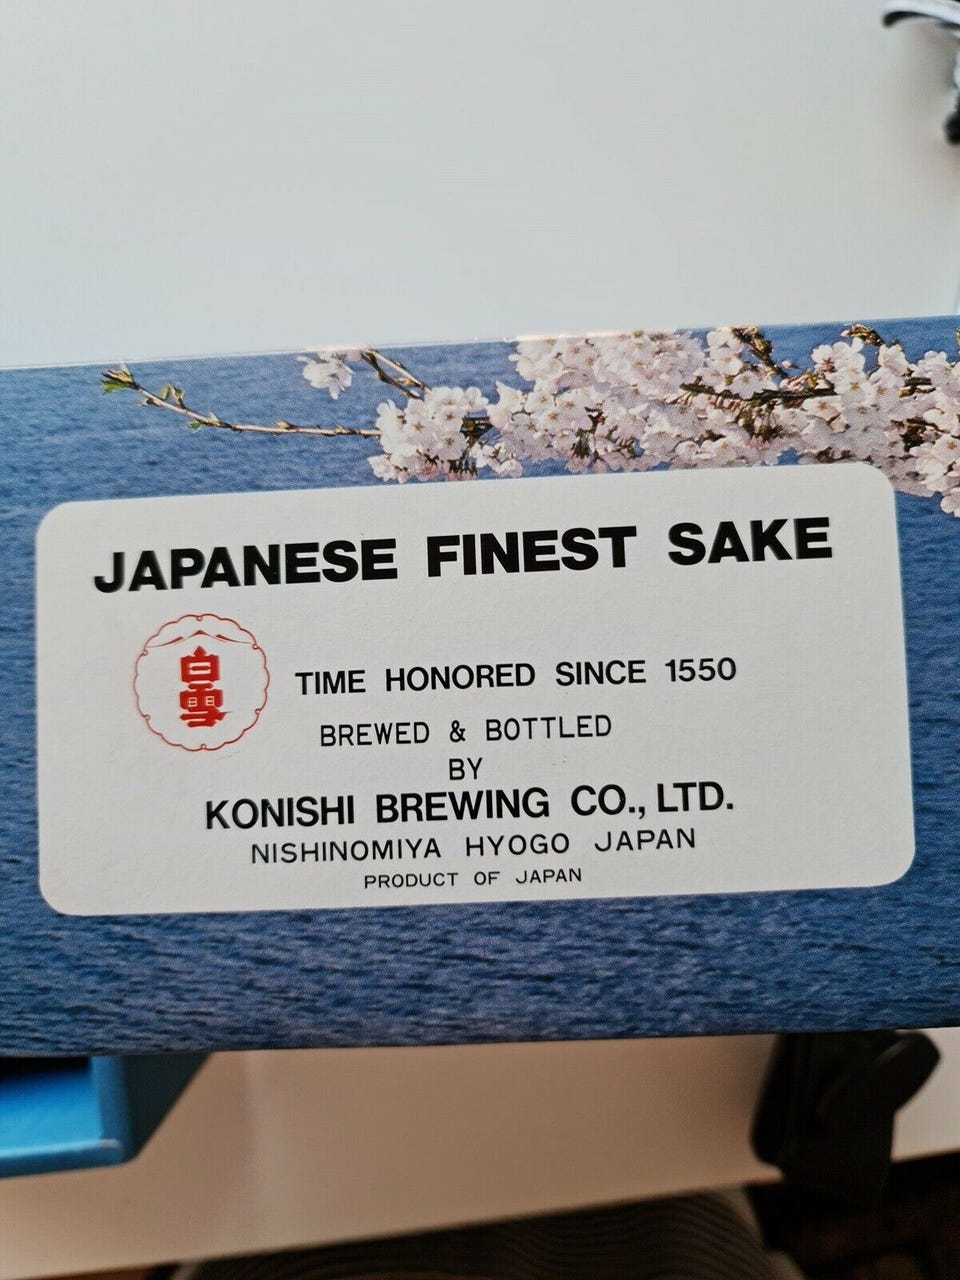 JAPANESE FINEST SAKE
白雪
TIME HONORED SINCE 1550
BREWED & BOTTLED
BY
KONISHI BREWING CO., LTD.
NISHINOMIYA HYOGO JAPAN
PRODUCT OF JAPAN